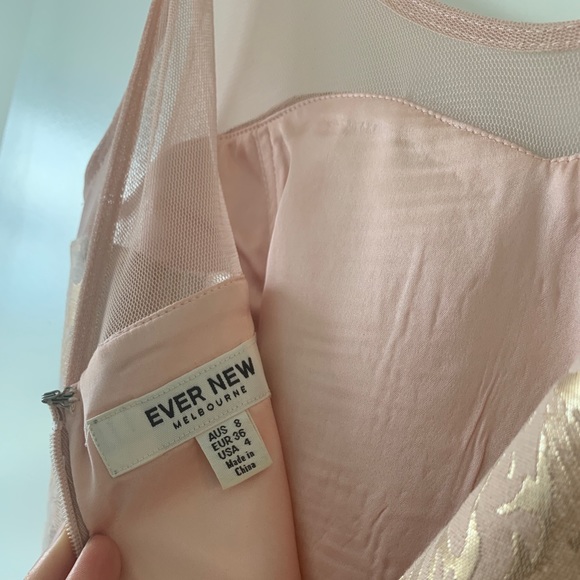 EVER NEW
MELBOURNE
AUS 8
EUR 36
USA 4
Made in
China